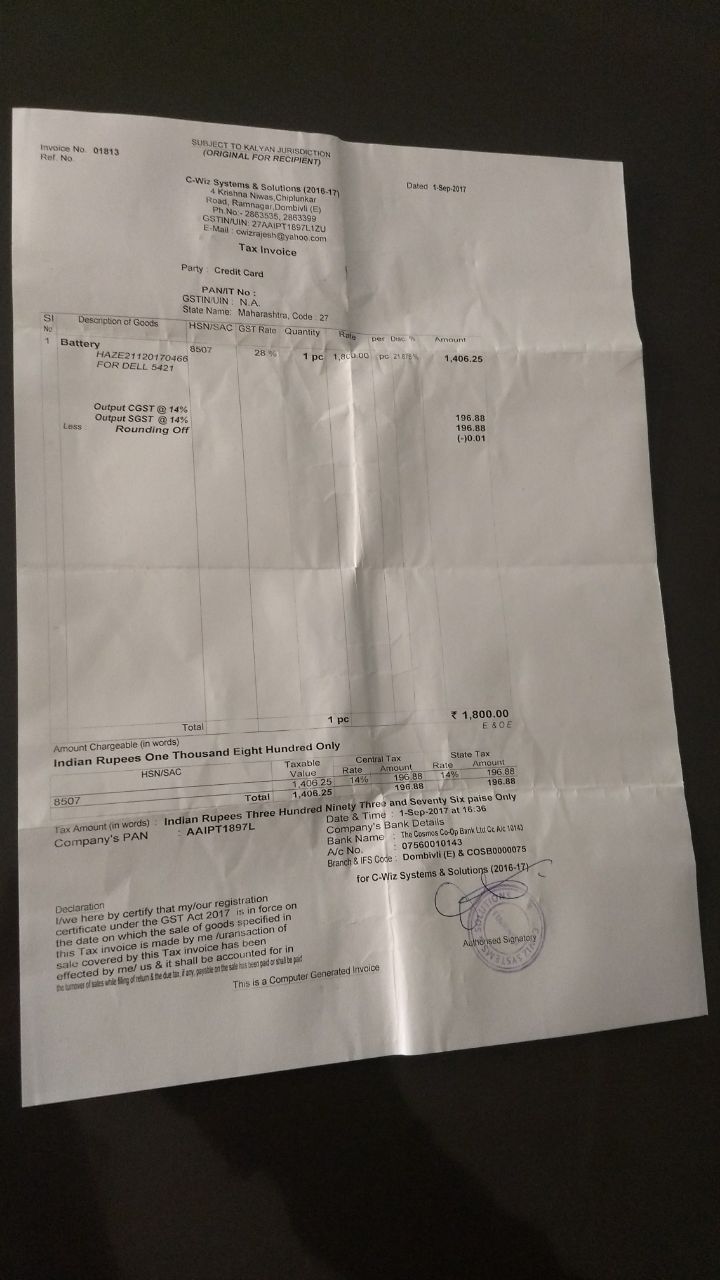 SUBJECT TO KALYAN JURISDICTION
(ORIGINAL FOR RECIPIENT)
Invoice No. 01813
Ref. No.
Dated 1-Sep-2017
C-Wiz Systems & Solutions (2016-17)
4 Krishna Niwas,Chiplunkar
Road, Ramnagar,Dombivli (E)
Ph.No:- 2863535, 2863399
GSTIN/UIN: 27AAIPT1897L1ZU
E-Mail : cwizrajesh@yahoo.com
Tax Invoice
Party : Credit Card
PAN/IT No :
GSTIN/UIN : N.A.
State Name: Maharashtra, Code : 27
Sl No Description of Goods HSN/SAC GST Rate Quantity Rate per Disc. % Amount
1 Battery 8507 28 % 1 pc 1,800.00 pc 21.875% 1,406.25
HAZE21120170466
FOR DELL 5421
Output CGST @ 14% 196.88
Output SGST @ 14% 196.88
Less : Rounding Off (-)0.01
Total 1 pc ₹ 1,800.00
E & O E
Amount Chargeable (in words)
Indian Rupees One Thousand Eight Hundred Only
HSN/SAC Taxable Value Central Tax Rate Amount State Tax Rate Amount
8507 1,406.25 14% 196.88 14% 196.88
Total 1,406.25 196.88 196.88
Tax Amount (in words) : Indian Rupees Three Hundred Ninety Three and Seventy Six paise Only
Company's PAN : AAIPT1897L
Date & Time : 1-Sep-2017 at 16:36
Company's Bank Details
Bank Name : The Cosmos Co-Op Bank Ltd Cc A/c 10143
A/c No. : 07560010143
Branch & IFS Code : Dombivli (E) & COSB0000075
for C-Wiz Systems & Solutions (2016-17)
Authorised Signatory
Declaration
I/we here by certify that my/our registration
certificate under the GST Act 2017 is in force on
the date on which the sale of goods specified in
this Tax invoice is made by me /uransaction of
sale covered by this Tax invoice has been
effected by me/ us & it shall be accounted for in
the turnover of sales while filing of return & the due tax, if any, payable on the sale has been paid or shall be paid
This is a Computer Generated Invoice